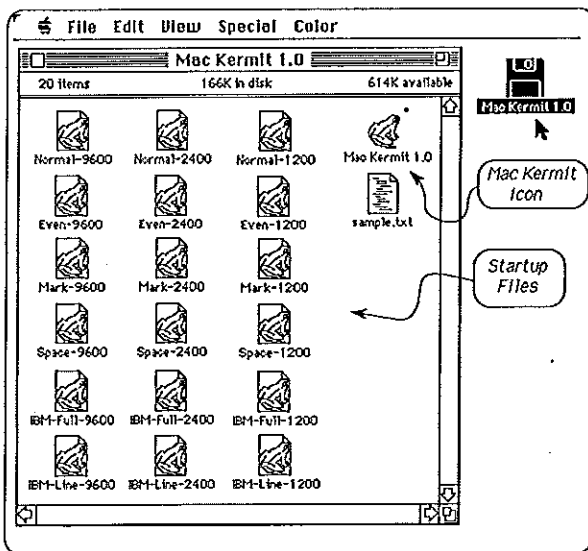 File Edit View Special Color
Mac Kermit 1.0
20 items 166K in disk 614K available
Mac Kermit 1.0
Normal-9600 Normal-2400 Normal-1200 Mac Kermit 1.0
Mac Kermit icon
Even-9600 Even-2400 Even-1200 sample.txt
Mark-9600 Mark-2400 Mark-1200
Startup Files
Space-9600 Space-2400 Space-1200
IBM-Full-9600 IBM-Full-2400 IBM-Full-1200
IBM-Line-9600 IBM-Line-2400 IBM-Line-1200